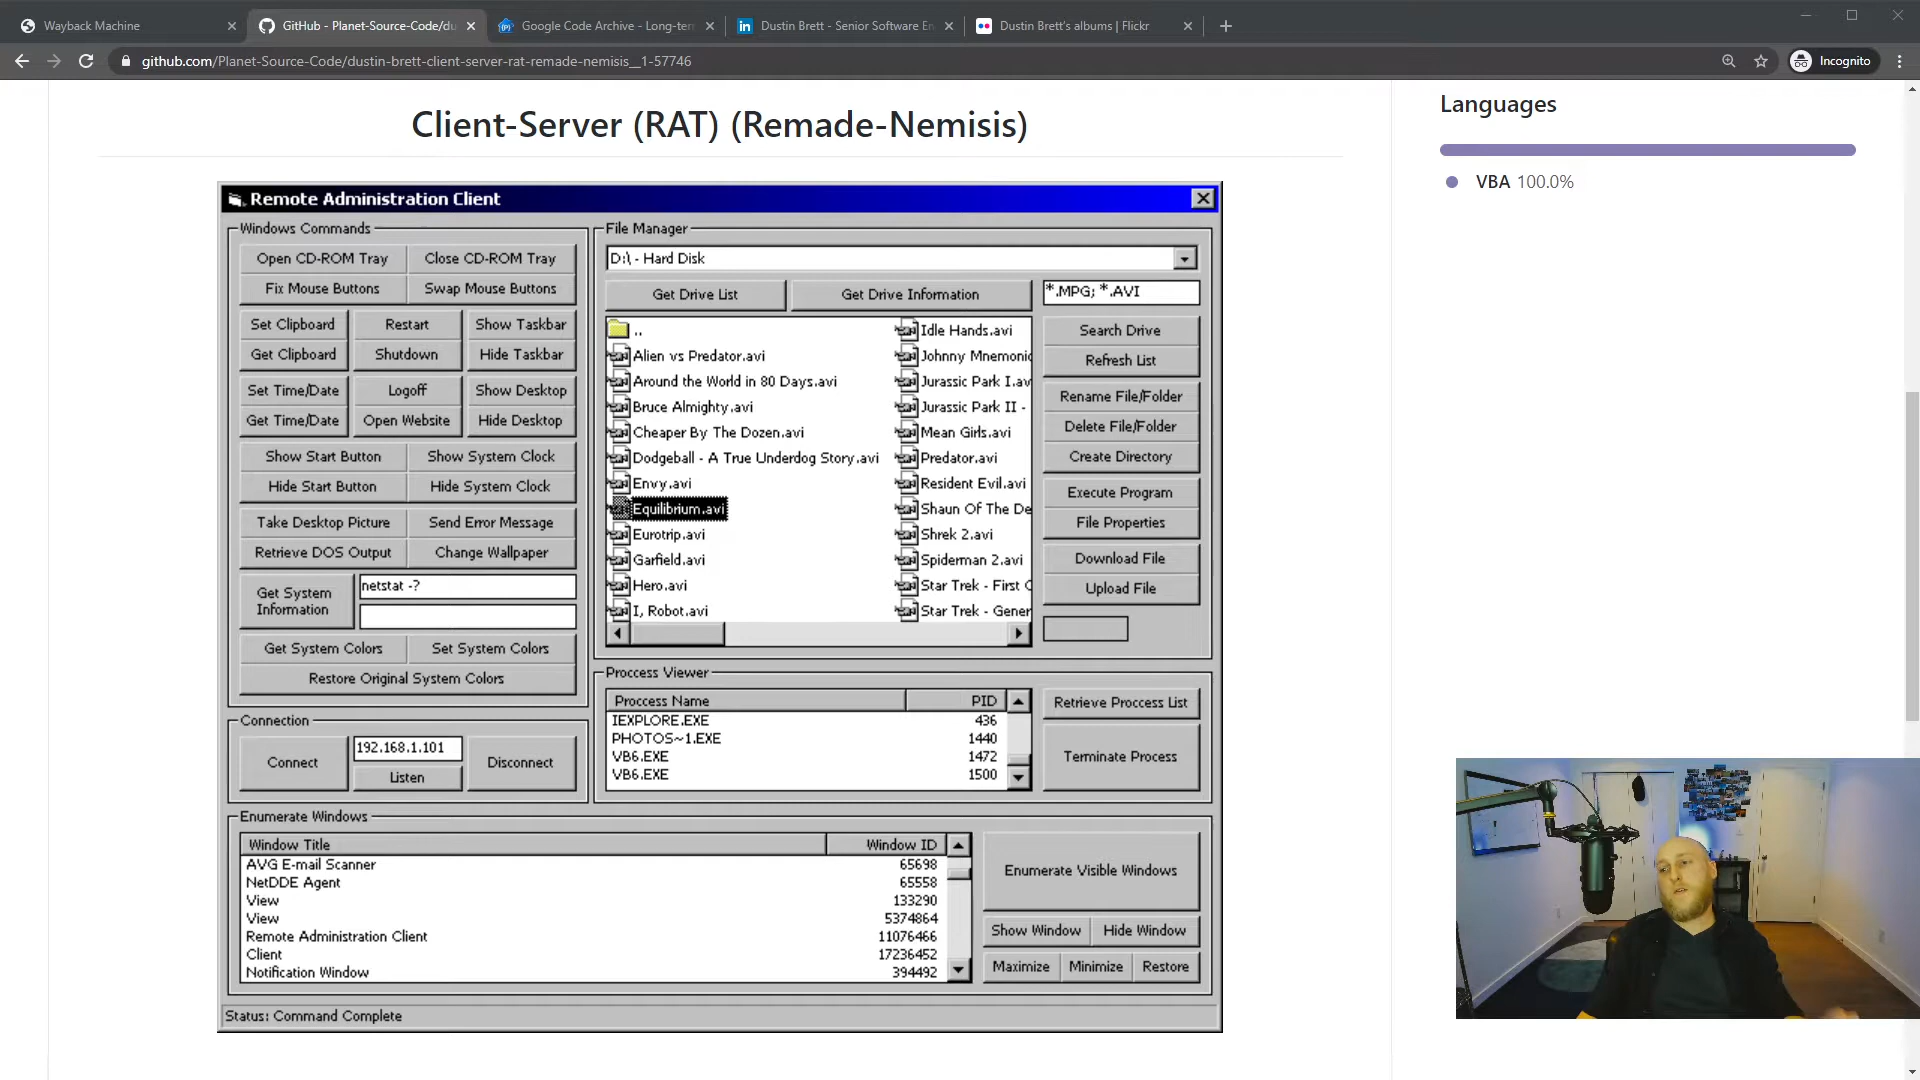 Wayback Machine
GitHub - Planet-Source-Code/du
Google Code Archive - Long-ter
Dustin Brett - Senior Software En
Dustin Brett's albums | Flickr
github.com/Planet-Source-Code/dustin-brett-client-server-rat-remade-nemisis__1-57746
Incognito
Client-Server (RAT) (Remade-Nemisis)
Languages
VBA 100.0%
Remote Administration Client
Windows Commands
Open CD-ROM Tray
Close CD-ROM Tray
Fix Mouse Buttons
Swap Mouse Buttons
Set Clipboard
Restart
Show Taskbar
Get Clipboard
Shutdown
Hide Taskbar
Set Time/Date
Logoff
Show Desktop
Get Time/Date
Open Website
Hide Desktop
Show Start Button
Show System Clock
Hide Start Button
Hide System Clock
Take Desktop Picture
Send Error Message
Retrieve DOS Output
Change Wallpaper
Get System
Information
netstat -?
Get System Colors
Set System Colors
Restore Original System Colors
Connection
Connect
192.168.1.101
Listen
Disconnect
File Manager
D:\ - Hard Disk
Get Drive List
Get Drive Information
*.MPG; *.AVI
..
Alien vs Predator.avi
Around the World in 80 Days.avi
Bruce Almighty.avi
Cheaper By The Dozen.avi
Dodgeball - A True Underdog Story.avi
Envy.avi
Equilibrium.avi
Eurotrip.avi
Garfield.avi
Hero.avi
I, Robot.avi
Idle Hands.avi
Johnny Mnemonic
Jurassic Park I.av
Jurassic Park II -
Mean Girls.avi
Predator.avi
Resident Evil.avi
Shaun Of The De
Shrek 2.avi
Spiderman 2.avi
Star Trek - First C
Star Trek - Gener
Search Drive
Refresh List
Rename File/Folder
Delete File/Folder
Create Directory
Execute Program
File Properties
Download File
Upload File
Proccess Viewer
Proccess Name PID
IEXPLORE.EXE 436
PHOTOS~1.EXE 1440
VB6.EXE 1472
VB6.EXE 1500
Retrieve Proccess List
Terminate Process
Enumerate Windows
Window Title Window ID
AVG E-mail Scanner 65698
NetDDE Agent 65558
View 133290
View 5374864
Remote Administration Client 11076466
Client 17236452
Notification Window 394492
Enumerate Visible Windows
Show Window
Hide Window
Maximize
Minimize
Restore
Status: Command Complete